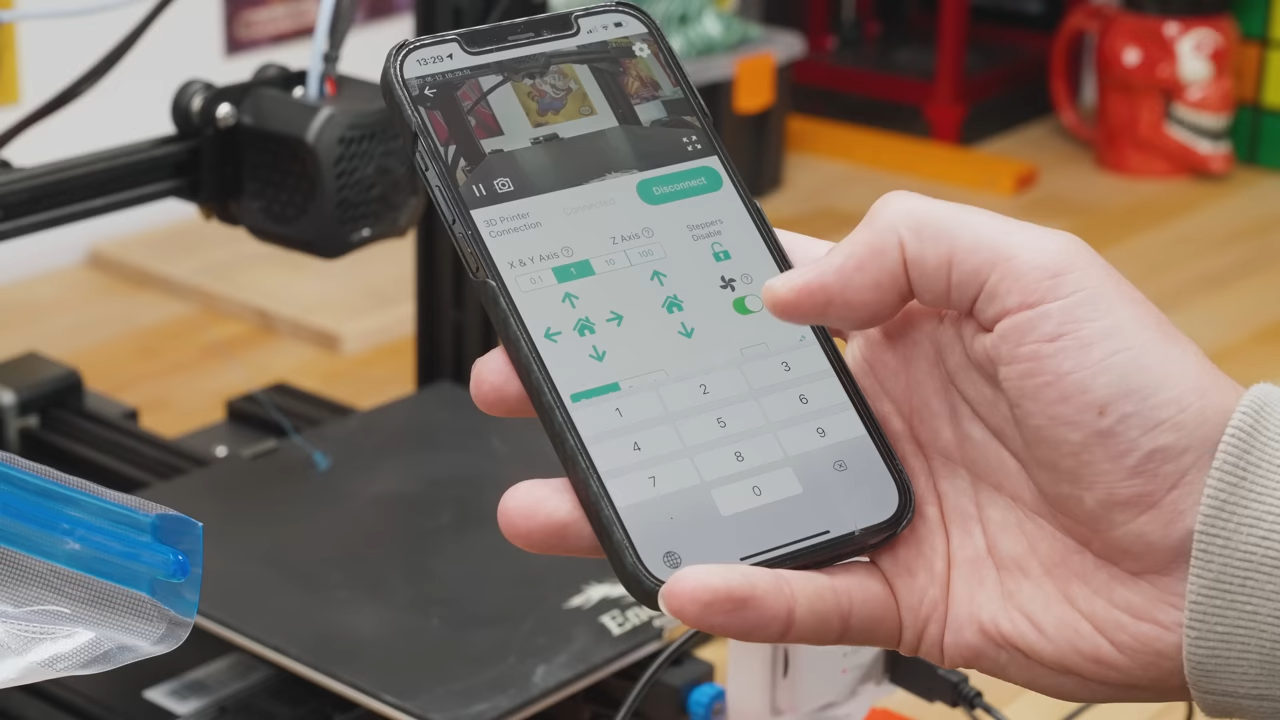 13:29
3D Printer
Connection
Connected
Disconnect
X & Y Axis ?
Z Axis ?
Steppers
Disable
0.1 1 10 100
?
1 2 3
4 5 6
7 8 9
0